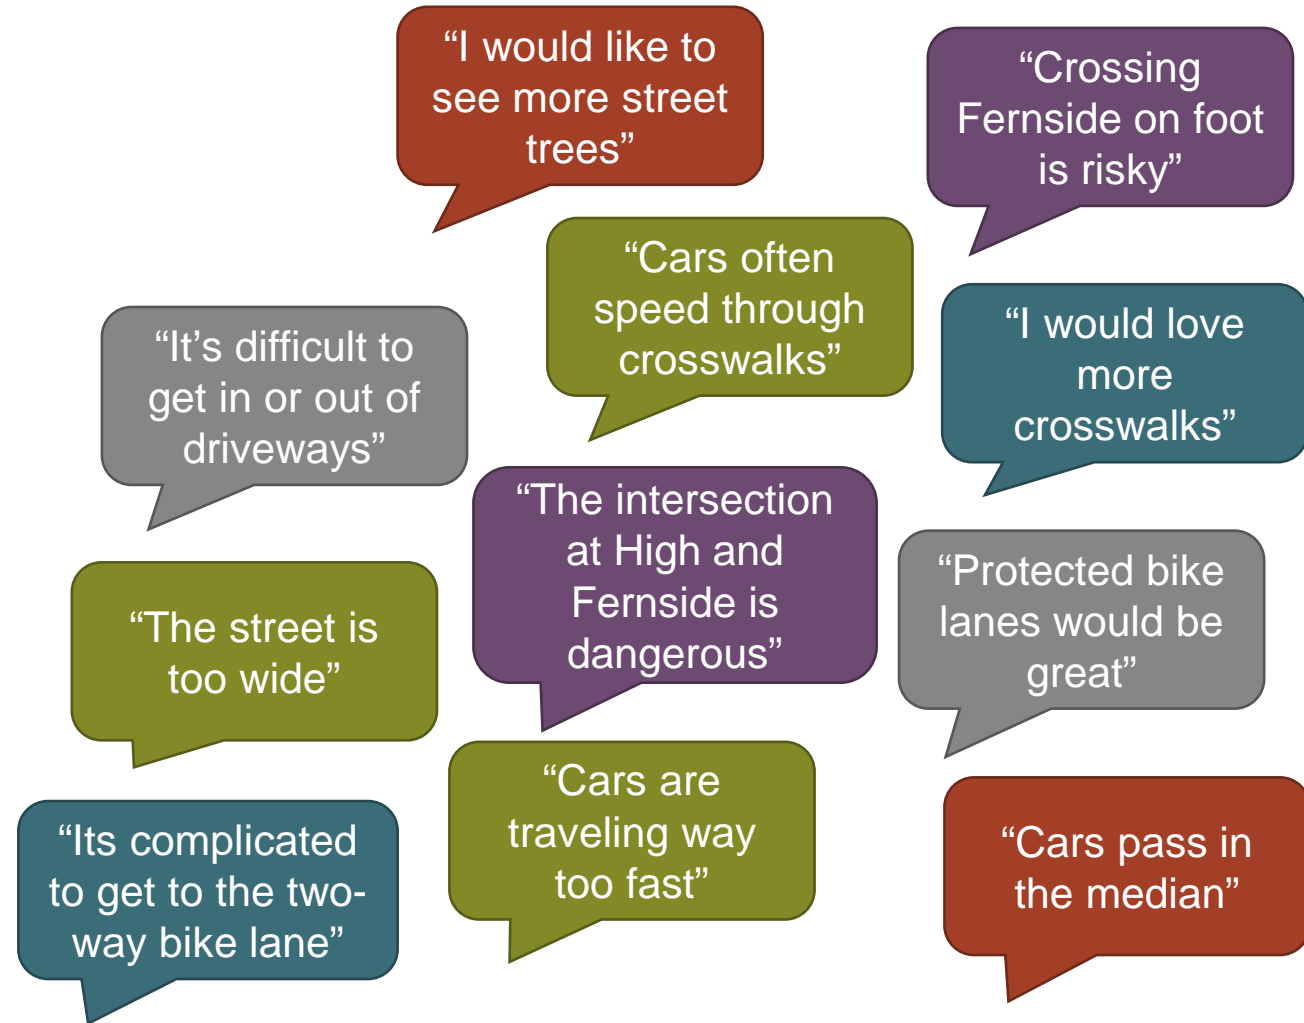 “I would like to
see more street
trees”
“Crossing
Fernside on foot
is risky”
“Cars often
speed through
crosswalks”
“I would love
more
crosswalks”
“It’s difficult to
get in or out of
driveways”
“The intersection
at High and
Fernside is
dangerous”
“Protected bike
lanes would be
great”
“The street is
too wide”
“Cars are
traveling way
too fast”
“Its complicated
to get to the two-
way bike lane”
“Cars pass in
the median”